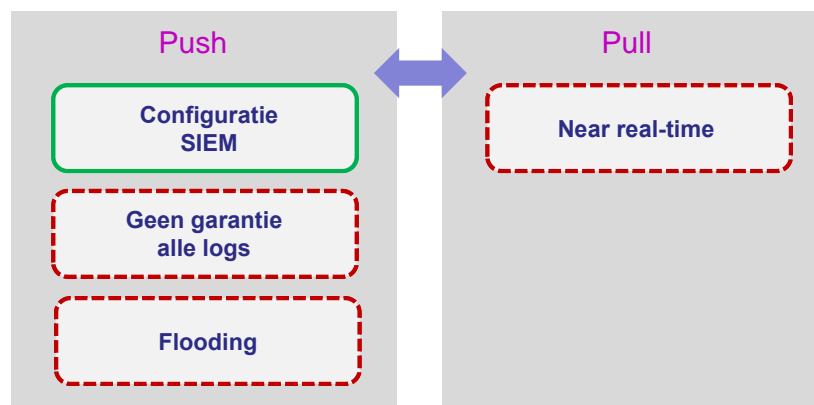 Push
Configuratie
SIEM
Geen garantie
alle logs
Flooding
Pull
Near real-time